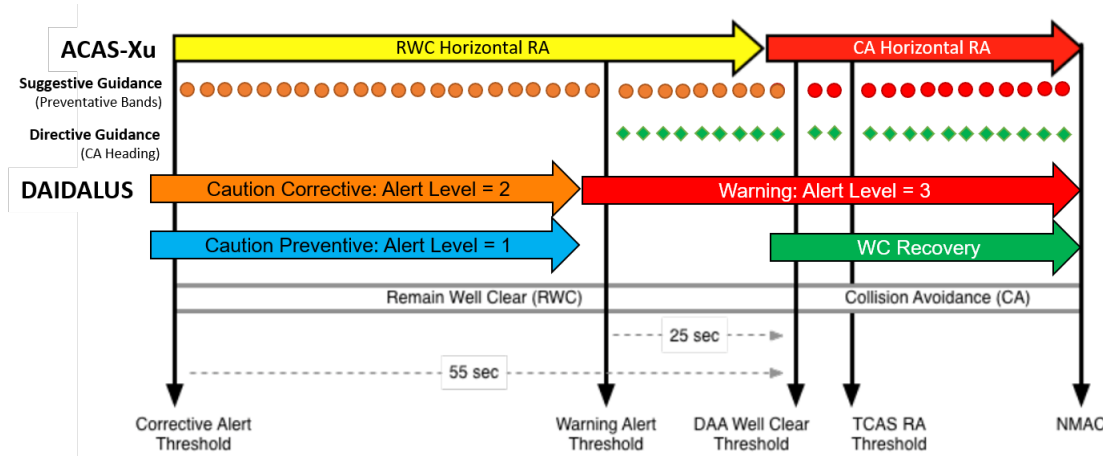 ACAS-Xu
RWC Horizontal RA
CA Horizontal RA
Suggestive Guidance
(Preventative Bands)
Directive Guidance
(CA Heading)
DAIDALUS
Caution Corrective: Alert Level = 2
Warning: Alert Level = 3
Caution Preventive: Alert Level = 1
WC Recovery
Remain Well Clear (RWC)
Collision Avoidance (CA)
25 sec
55 sec
Corrective Alert
Threshold
Warning Alert
Threshold
DAA Well Clear
Threshold
TCAS RA
Threshold
NMAC